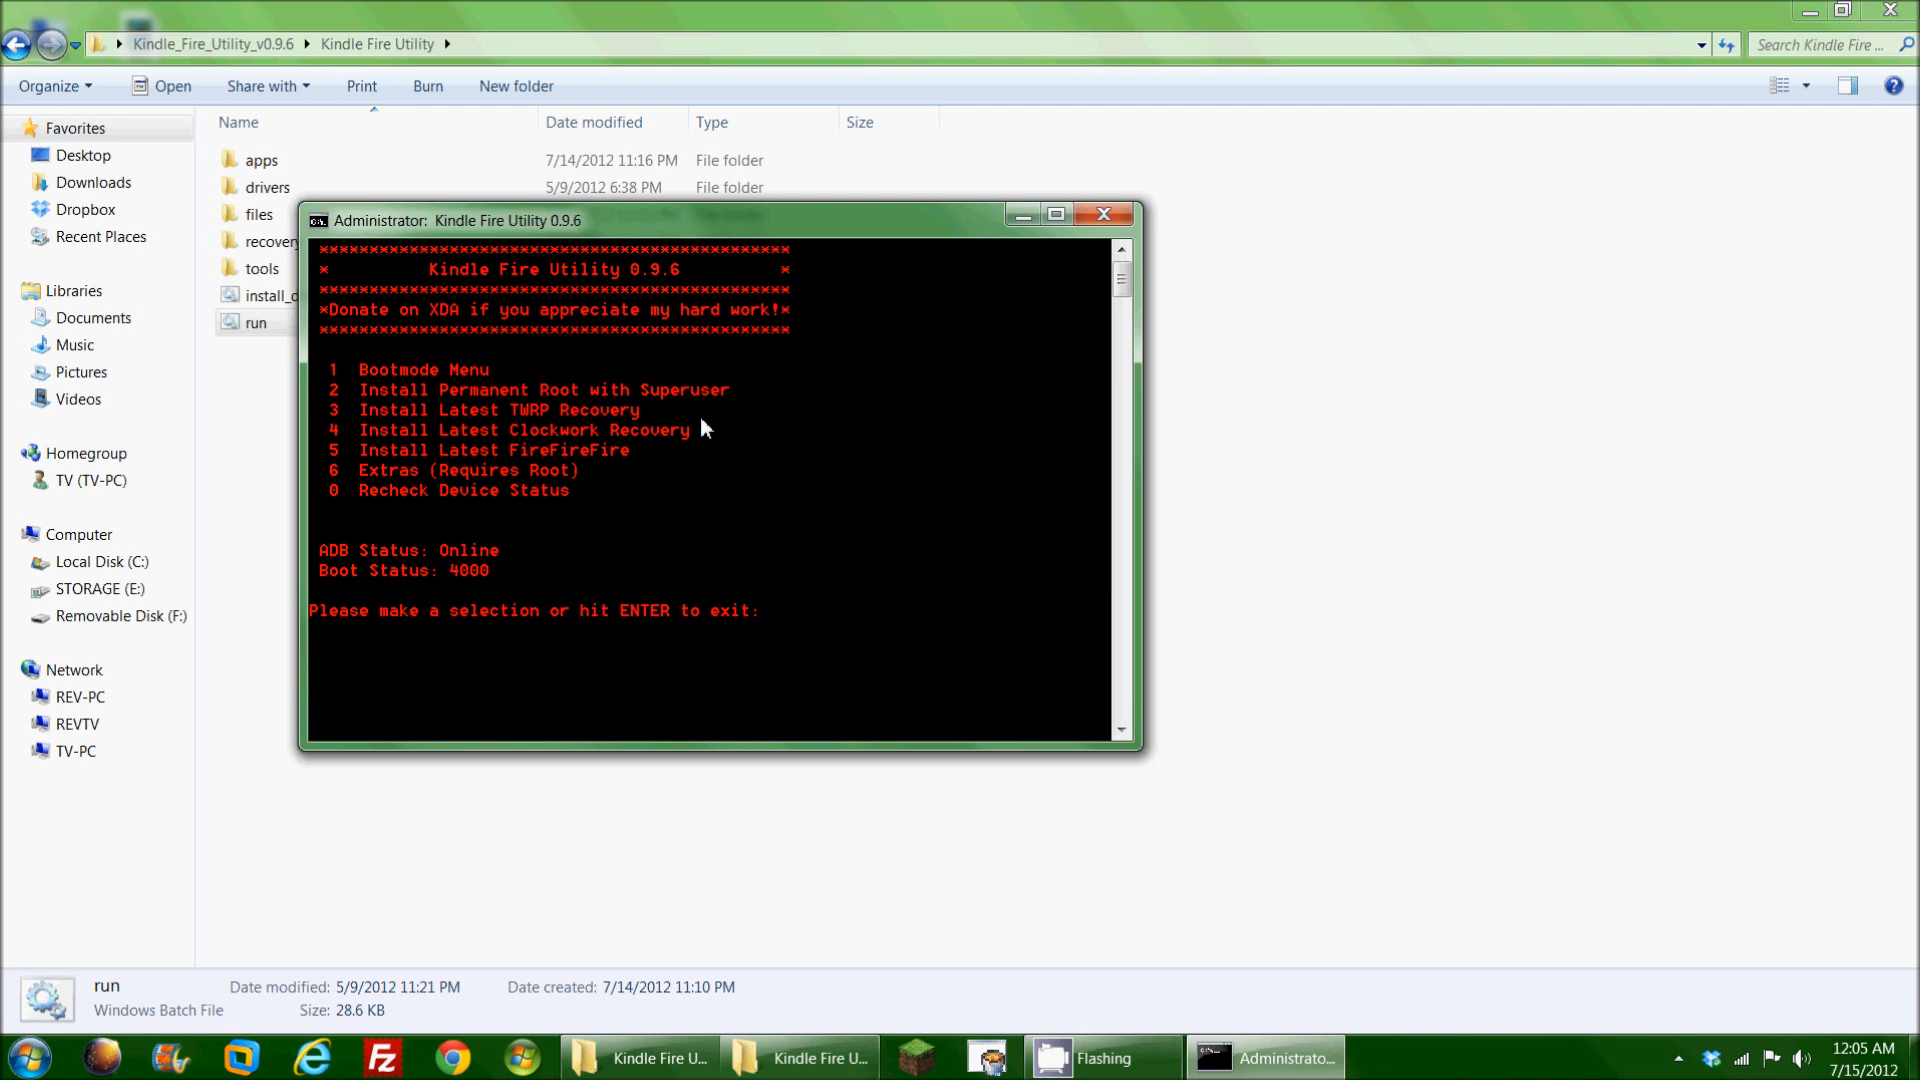 Kindle_Fire_Utility_v0.9.6
Kindle Fire Utility
Search Kindle Fire ...
Organize
Open
Share with
Print
Burn
New folder
Name
Date modified
Type
Size
Favorites
Desktop
Downloads
Dropbox
Recent Places
Libraries
Documents
Music
Pictures
Videos
Homegroup
TV (TV-PC)
Computer
Local Disk (C:)
STORAGE (E:)
Removable Disk (F:)
Network
REV-PC
REVTV
TV-PC
apps 7/14/2012 11:16 PM File folder
drivers 5/9/2012 6:38 PM File folder
files
recovery
tools
install_d
run
Administrator: Kindle Fire Utility 0.9.6
***********************************************
* Kindle Fire Utility 0.9.6 *
***********************************************
*Donate on XDA if you appreciate my hard work!*
***********************************************
1 Bootmode Menu
2 Install Permanent Root with Superuser
3 Install Latest TWRP Recovery
4 Install Latest Clockwork Recovery
5 Install Latest FireFireFire
6 Extras (Requires Root)
0 Recheck Device Status
ADB Status: Online
Boot Status: 4000
Please make a selection or hit ENTER to exit:
run Date modified: 5/9/2012 11:21 PM Date created: 7/14/2012 11:10 PM
Windows Batch File Size: 28.6 KB
Kindle Fire U...
Kindle Fire U...
Flashing
Administrato...
12:05 AM
7/15/2012